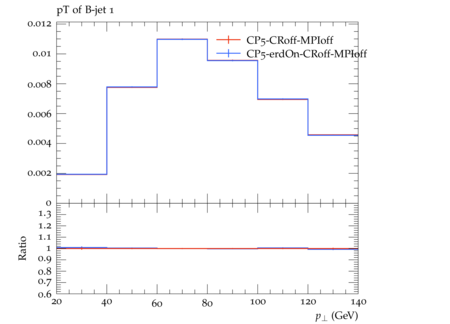 pT of B-jet 1
0.012
CP5-CRoff-MPIoff
CP5-erdOn-CRoff-MPIoff
0.01
0.008
0.006
0.004
0.002
0
1.3
1.2
1.1
1
0.9
0.8
0.7
0.6
Ratio
20 40 60 80 100 120 140
p⊥ (GeV)